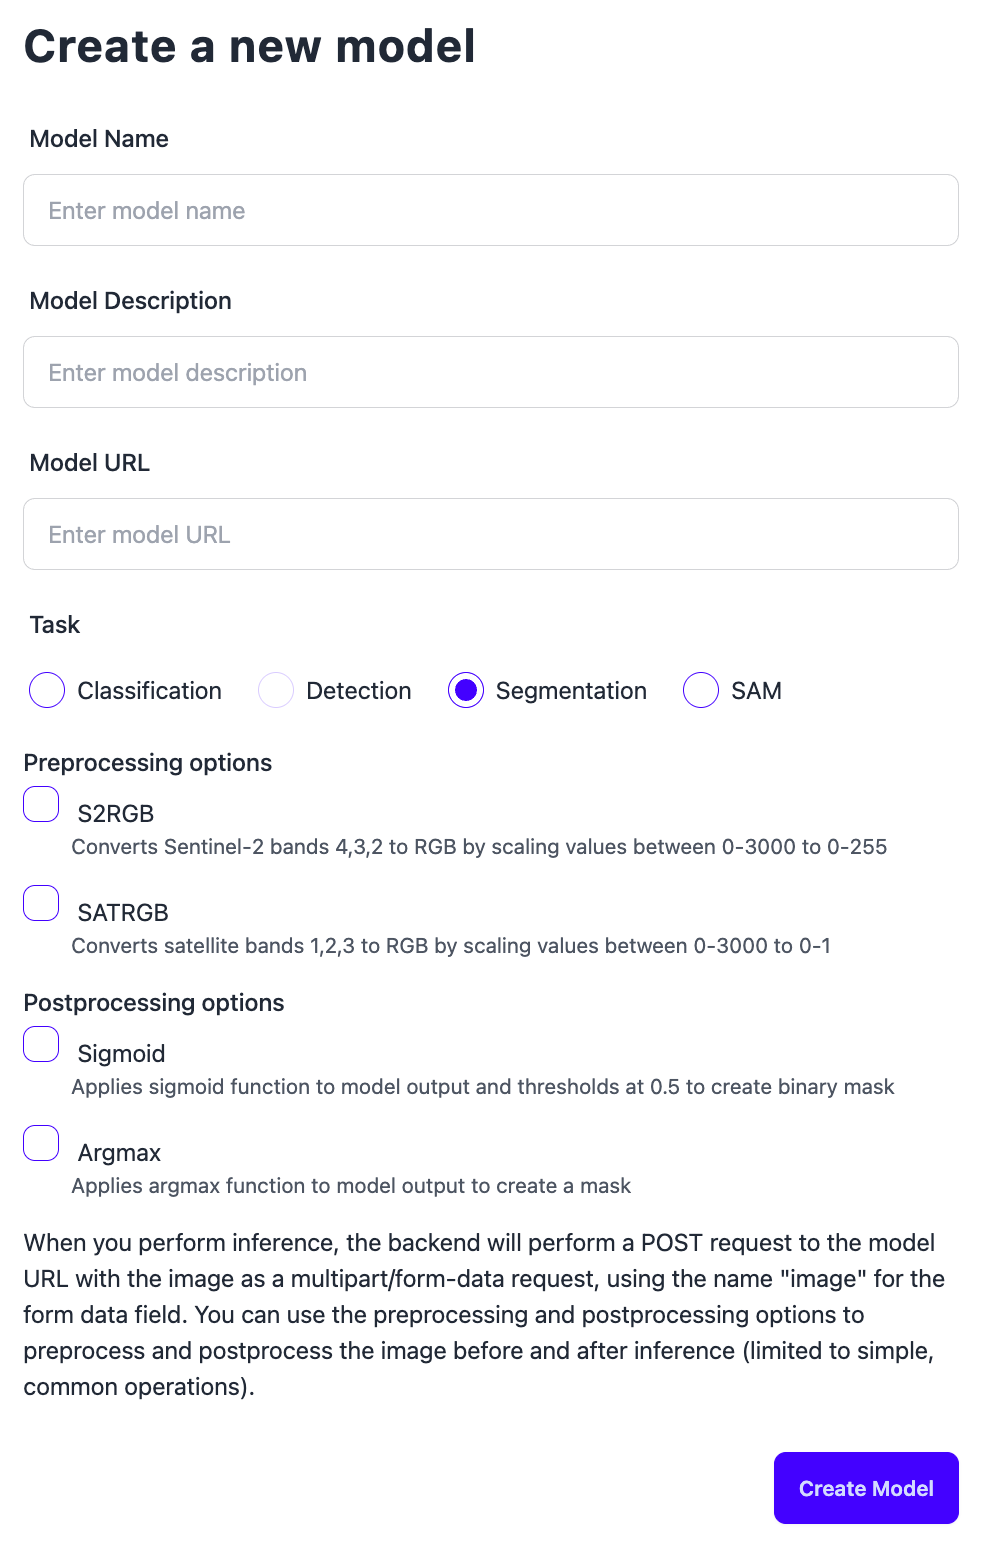 Create a new model
Model Name
Enter model name
Model Description
Enter model description
Model URL
Enter model URL
Task
Classification Detection Segmentation SAM
Preprocessing options
S2RGB
Converts Sentinel-2 bands 4,3,2 to RGB by scaling values between 0-3000 to 0-255
SATRGB
Converts satellite bands 1,2,3 to RGB by scaling values between 0-3000 to 0-1
Postprocessing options
Sigmoid
Applies sigmoid function to model output and thresholds at 0.5 to create binary mask
Argmax
Applies argmax function to model output to create a mask
When you perform inference, the backend will perform a POST request to the model
URL with the image as a multipart/form-data request, using the name "image" for the
form data field. You can use the preprocessing and postprocessing options to
preprocess and postprocess the image before and after inference (limited to simple,
common operations).
Create Model